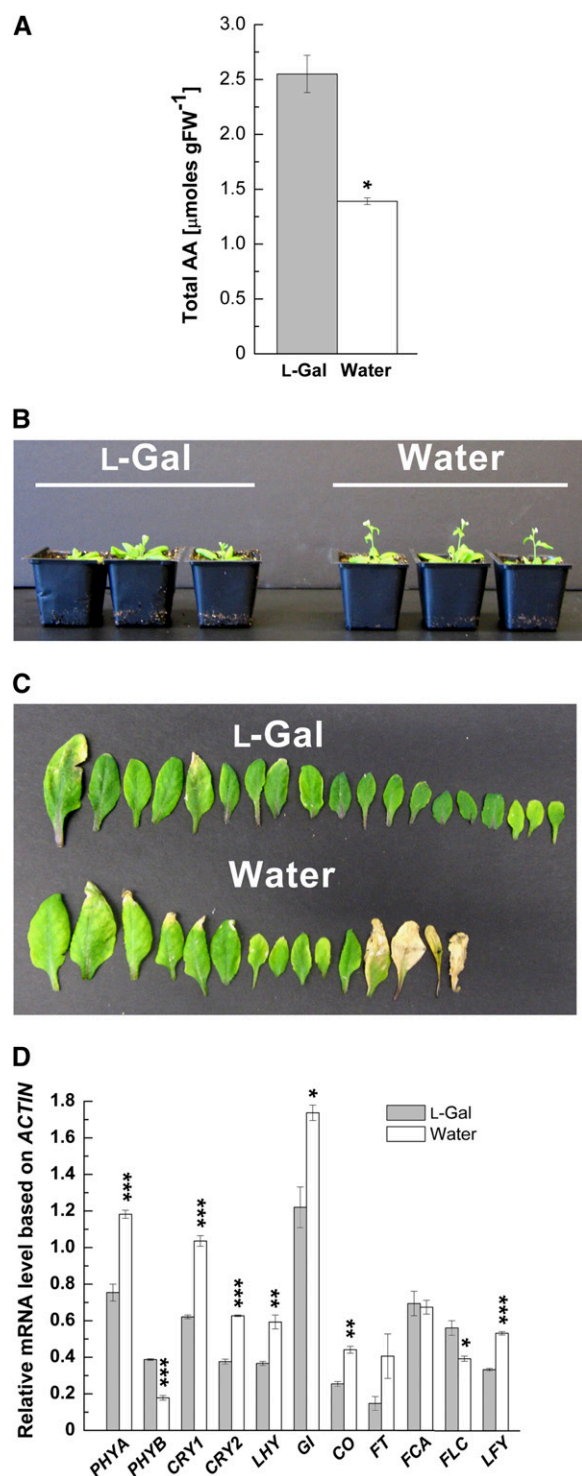 A
Total AA [μmoles gFW-1]
3.0
2.5
2.0
1.5
1.0
0.5
0
*
L-Gal Water
B
L-Gal Water
C
L-Gal
Water
D
Relative mRNA level based on ACTIN
1.8
1.6
1.4
1.2
1.0
0.8
0.6
0.4
0.2
0
L-Gal
Water
*** *** *** *** ** * ** * ***
PHYA PHYB CRY1 CRY2 LHY GI CO FT FCA FLC LFY